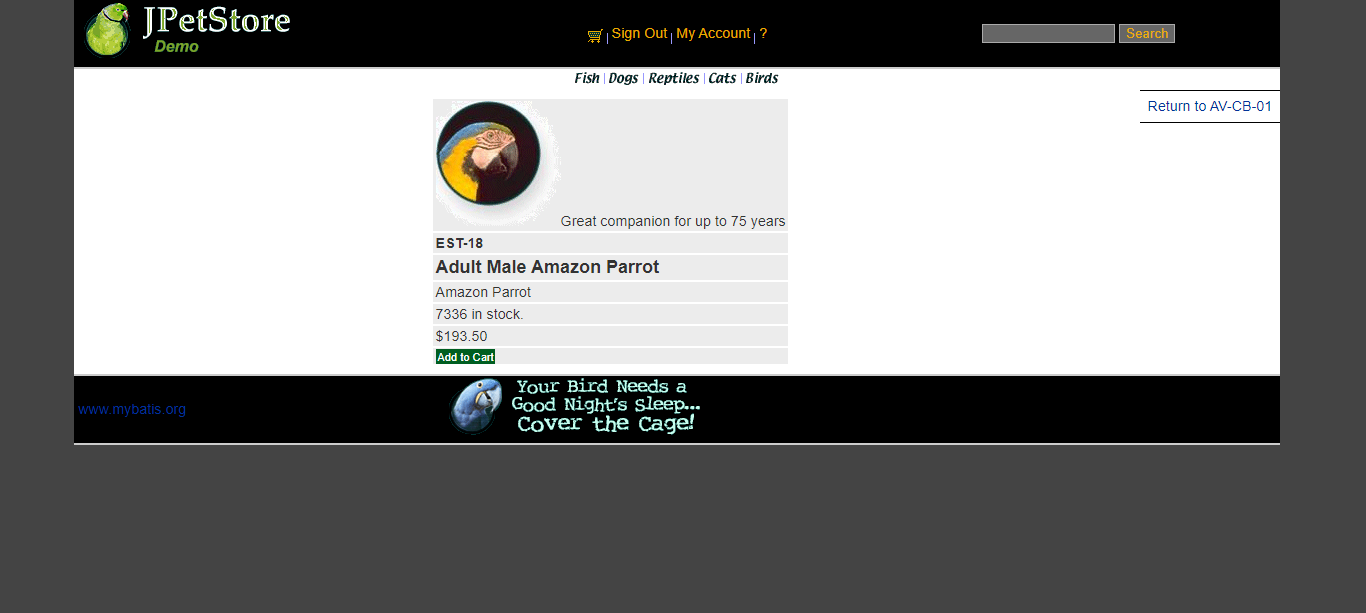 JPetStore
Demo
Sign Out | My Account | ?
Search
Fish | Dogs | Reptiles | Cats | Birds
Return to AV-CB-01
Great companion for up to 75 years
EST-18
Adult Male Amazon Parrot
Amazon Parrot
7336 in stock.
$193.50
Add to Cart
www.mybatis.org
Your Bird Needs a
Good Night's Sleep...
Cover the Cage!